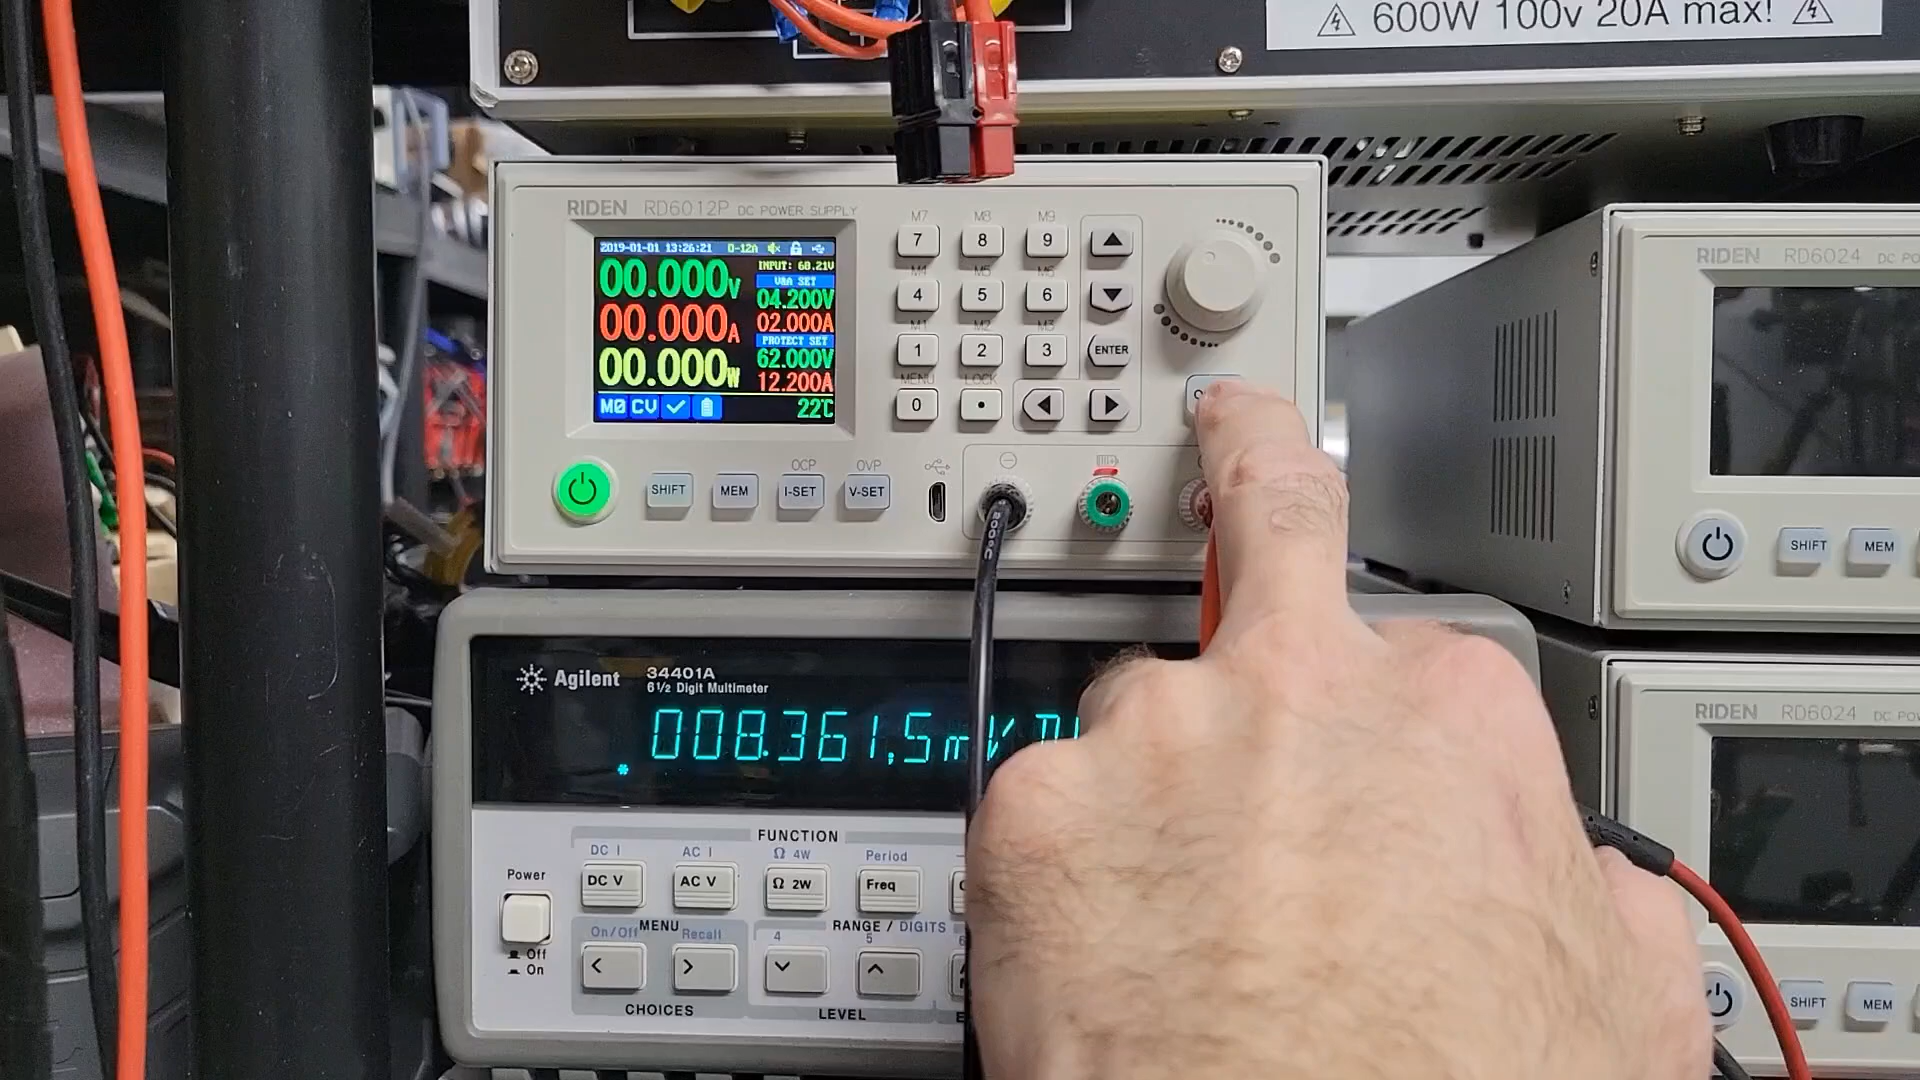 600W 100v 20A max!
RIDEN RD6012P DC POWER SUPPLY
2019-01-01 13:26:21 0-12A
INPUT: 60.21V
00.000V
V&A SET
04.200V
00.000A
02.000A
PROTECT SET
62.000V
00.000W
12.200A
M0 CV
22℃
M7 M8 M9
7 8 9
M4 M5 M6
4 5 6
M1 M2 M3
1 2 3 ENTER
MENU LOCK
0 •
OCP OVP
SHIFT MEM I-SET V-SET
RIDEN RD6024
SHIFT MEM
Agilent 34401A
6½ Digit Multimeter
008.361,5mV
FUNCTION
DC I AC I Ω 4W Period
Power
DC V AC V Ω 2W Freq
MENU RANGE / DIGITS
On/Off Recall 4 5 6
Off
On
< >
CHOICES LEVEL
RIDEN RD6024
SHIFT MEM